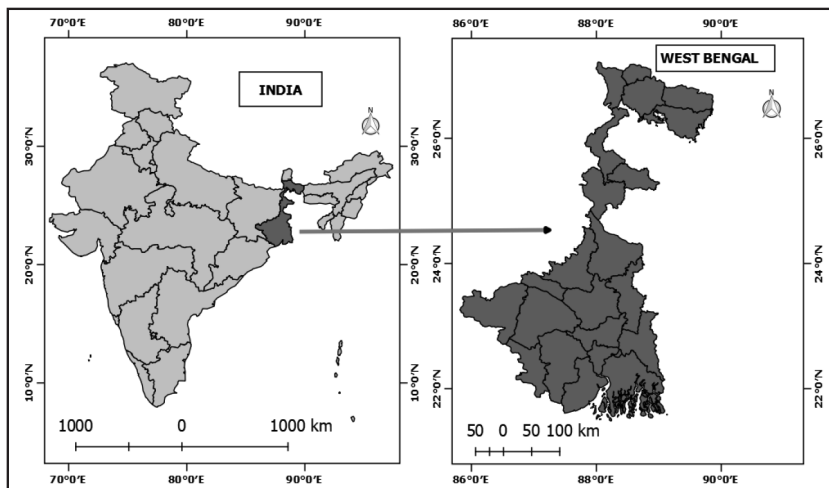 70°0'E 80°0'E 90°0'E
INDIA
N
30°0'N
20°0'N
10°0'N
30°0'N
20°0'N
10°0'N
1000 0 1000 km
70°0'E 80°0'E 90°0'E
86°0'E 88°0'E 90°0'E
WEST BENGAL
N
26°0'N
24°0'N
22°0'N
26°0'N
24°0'N
22°0'N
50 0 50 100 km
86°0'E 88°0'E 90°0'E